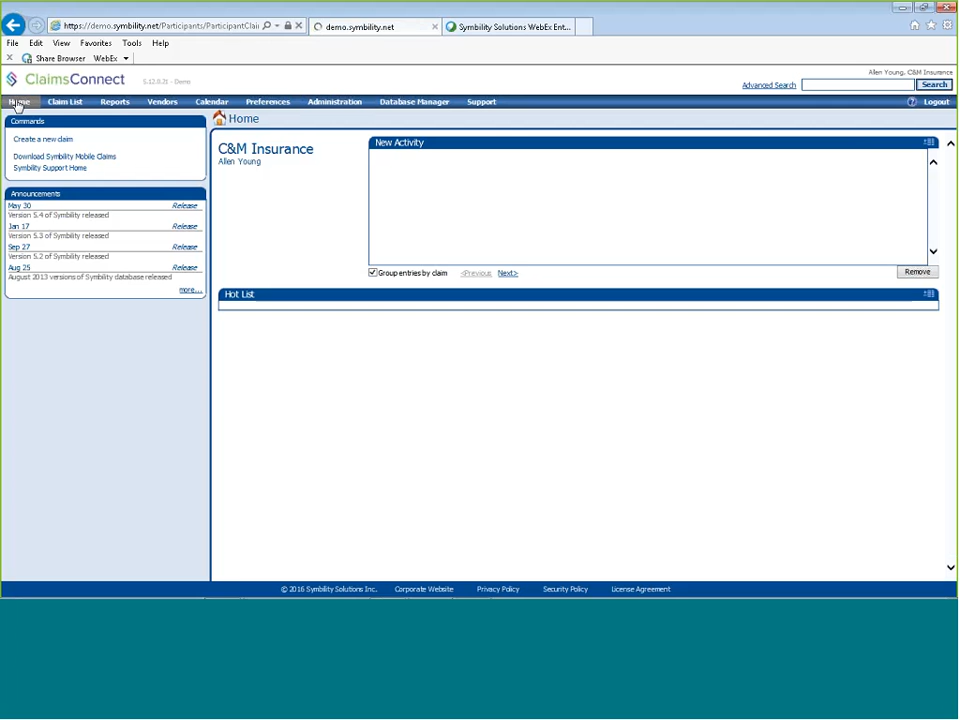 https://demo.symbility.net/Participants/ParticipantClai
demo.symbility.net
Symbility Solutions WebEx Ent...
File Edit View Favorites Tools Help
Share Browser WebEx
ClaimsConnect
Allen Young, C&M Insurance
Advanced Search Search
Home Claim List Reports Vendors Calendar Preferences Administration Database Manager Support Logout
Commands
Create a new claim
Download Symbility Mobile Claims
Symbility Support Home
Announcements
May 30 Release
Version 5.4 of Symbility released
Jan 17 Release
Version 5.3 of Symbility released
Sep 27 Release
Version 5.2 of Symbility released
Aug 25 Release
August 2013 versions of Symbility database released
more...
Home
C&M Insurance
Allen Young
New Activity
Group entries by claim <Previous Next> Remove
Hot List
© 2016 Symbility Solutions Inc. Corporate Website Privacy Policy Security Policy License Agreement